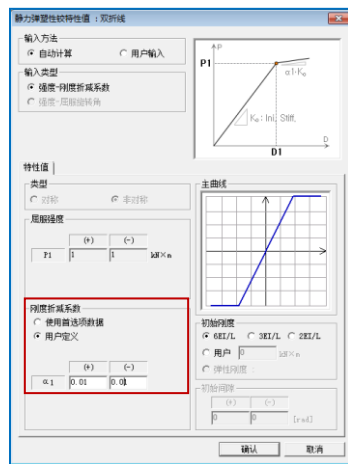 静力弹塑性铰特性值 : 双折线
输入方法
自动计算 用户输入
输入类型
强度-刚度折减系数
强度-屈服旋转角
P
P1
α1·K₀
K₀: Ini. Stiff.
D
D1
特性值
类型
对称 非对称
屈服强度
(+) (-)
P1 1 1 kN×m
刚度折减系数
使用首选项数据
用户定义
(+) (-)
α1 0.01 0.01
主曲线
初始刚度
6EI/L 3EI/L 2EI/L
用户 0 kN×m
弹性刚度 :
初始间隙
(+) (-)
0 0 [rad]
确认 取消